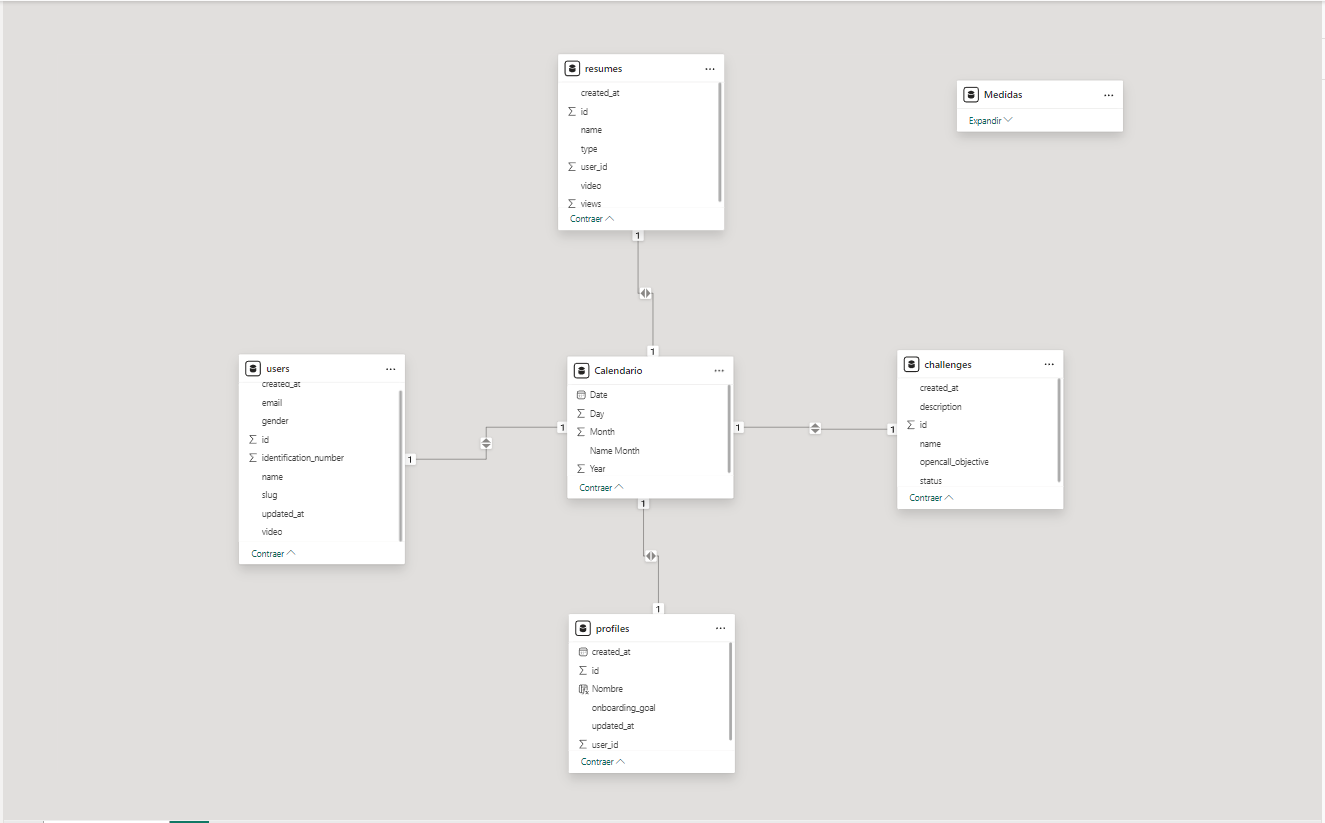 resumes
created_at
id
name
type
user_id
video
views
Contraer
1
Medidas
Expandir
1
users
created_at
email
gender
id
identification_number
name
slug
updated_at
video
Contraer
1
1
Calendario
Date
Day
Month
Name Month
Year
Contraer
1
1
1
challenges
created_at
description
id
name
opencall_objective
status
Contraer
1
profiles
created_at
id
Nombre
onboarding_goal
updated_at
user_id
Contraer